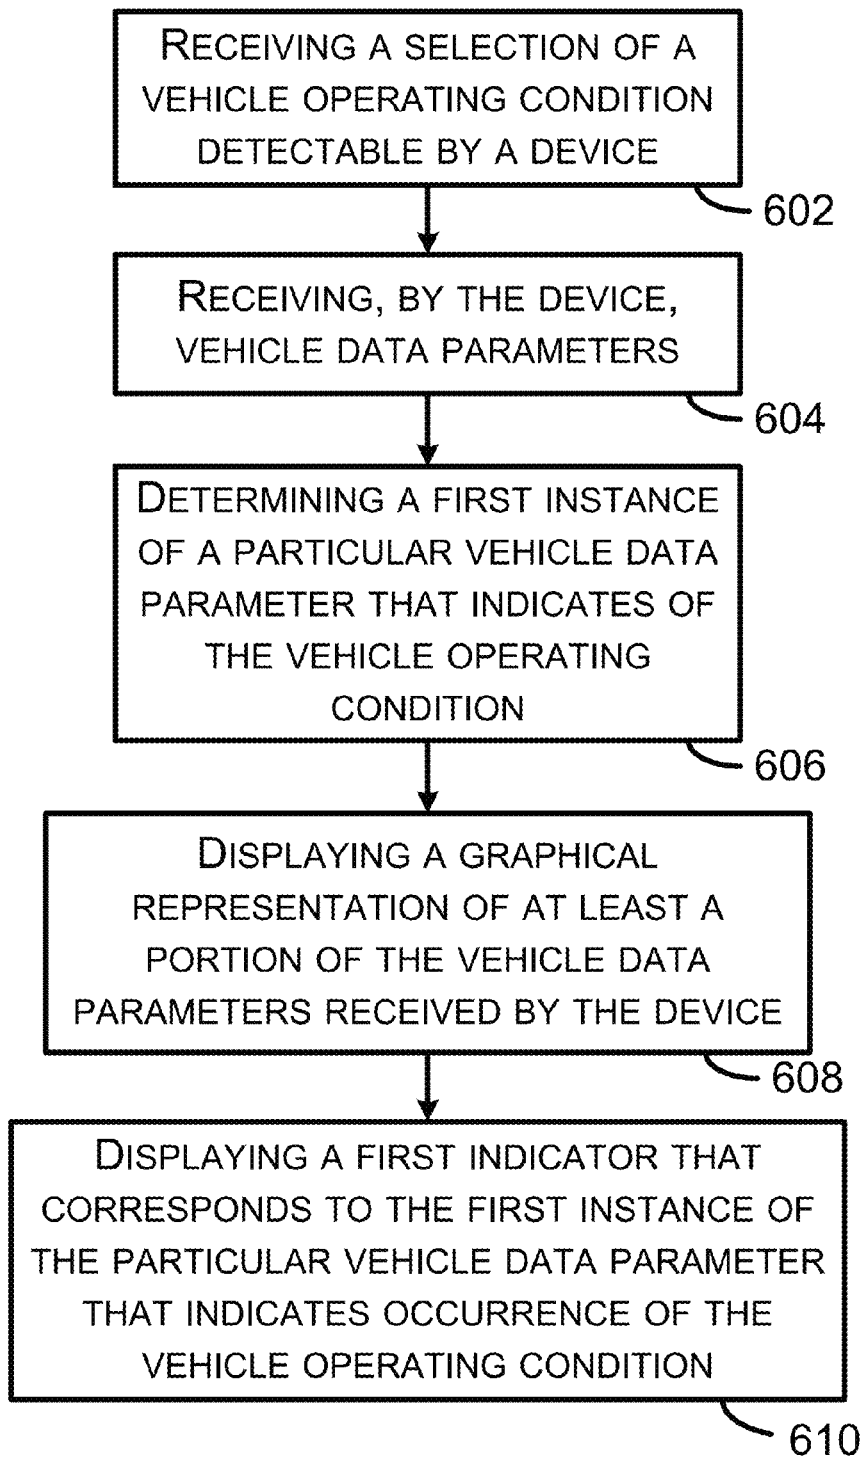 RECEIVING A SELECTION OF A
VEHICLE OPERATING CONDITION
DETECTABLE BY A DEVICE
602
RECEIVING, BY THE DEVICE,
VEHICLE DATA PARAMETERS
604
DETERMINING A FIRST INSTANCE
OF A PARTICULAR VEHICLE DATA
PARAMETER THAT INDICATES OF
THE VEHICLE OPERATING
CONDITION
606
DISPLAYING A GRAPHICAL
REPRESENTATION OF AT LEAST A
PORTION OF THE VEHICLE DATA
PARAMETERS RECEIVED BY THE DEVICE
608
DISPLAYING A FIRST INDICATOR THAT
CORRESPONDS TO THE FIRST INSTANCE OF
THE PARTICULAR VEHICLE DATA PARAMETER
THAT INDICATES OCCURRENCE OF THE
VEHICLE OPERATING CONDITION
610